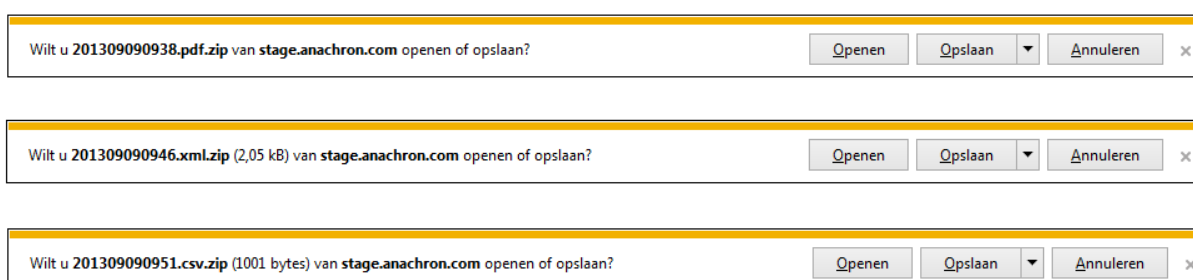 Wilt u 201309090938.pdf.zip van stage.anachron.com openen of opslaan? Openen Opslaan Annuleren ×
Wilt u 201309090946.xml.zip (2,05 kB) van stage.anachron.com openen of opslaan? Openen Opslaan Annuleren ×
Wilt u 201309090951.csv.zip (1001 bytes) van stage.anachron.com openen of opslaan? Openen Opslaan Annuleren ×